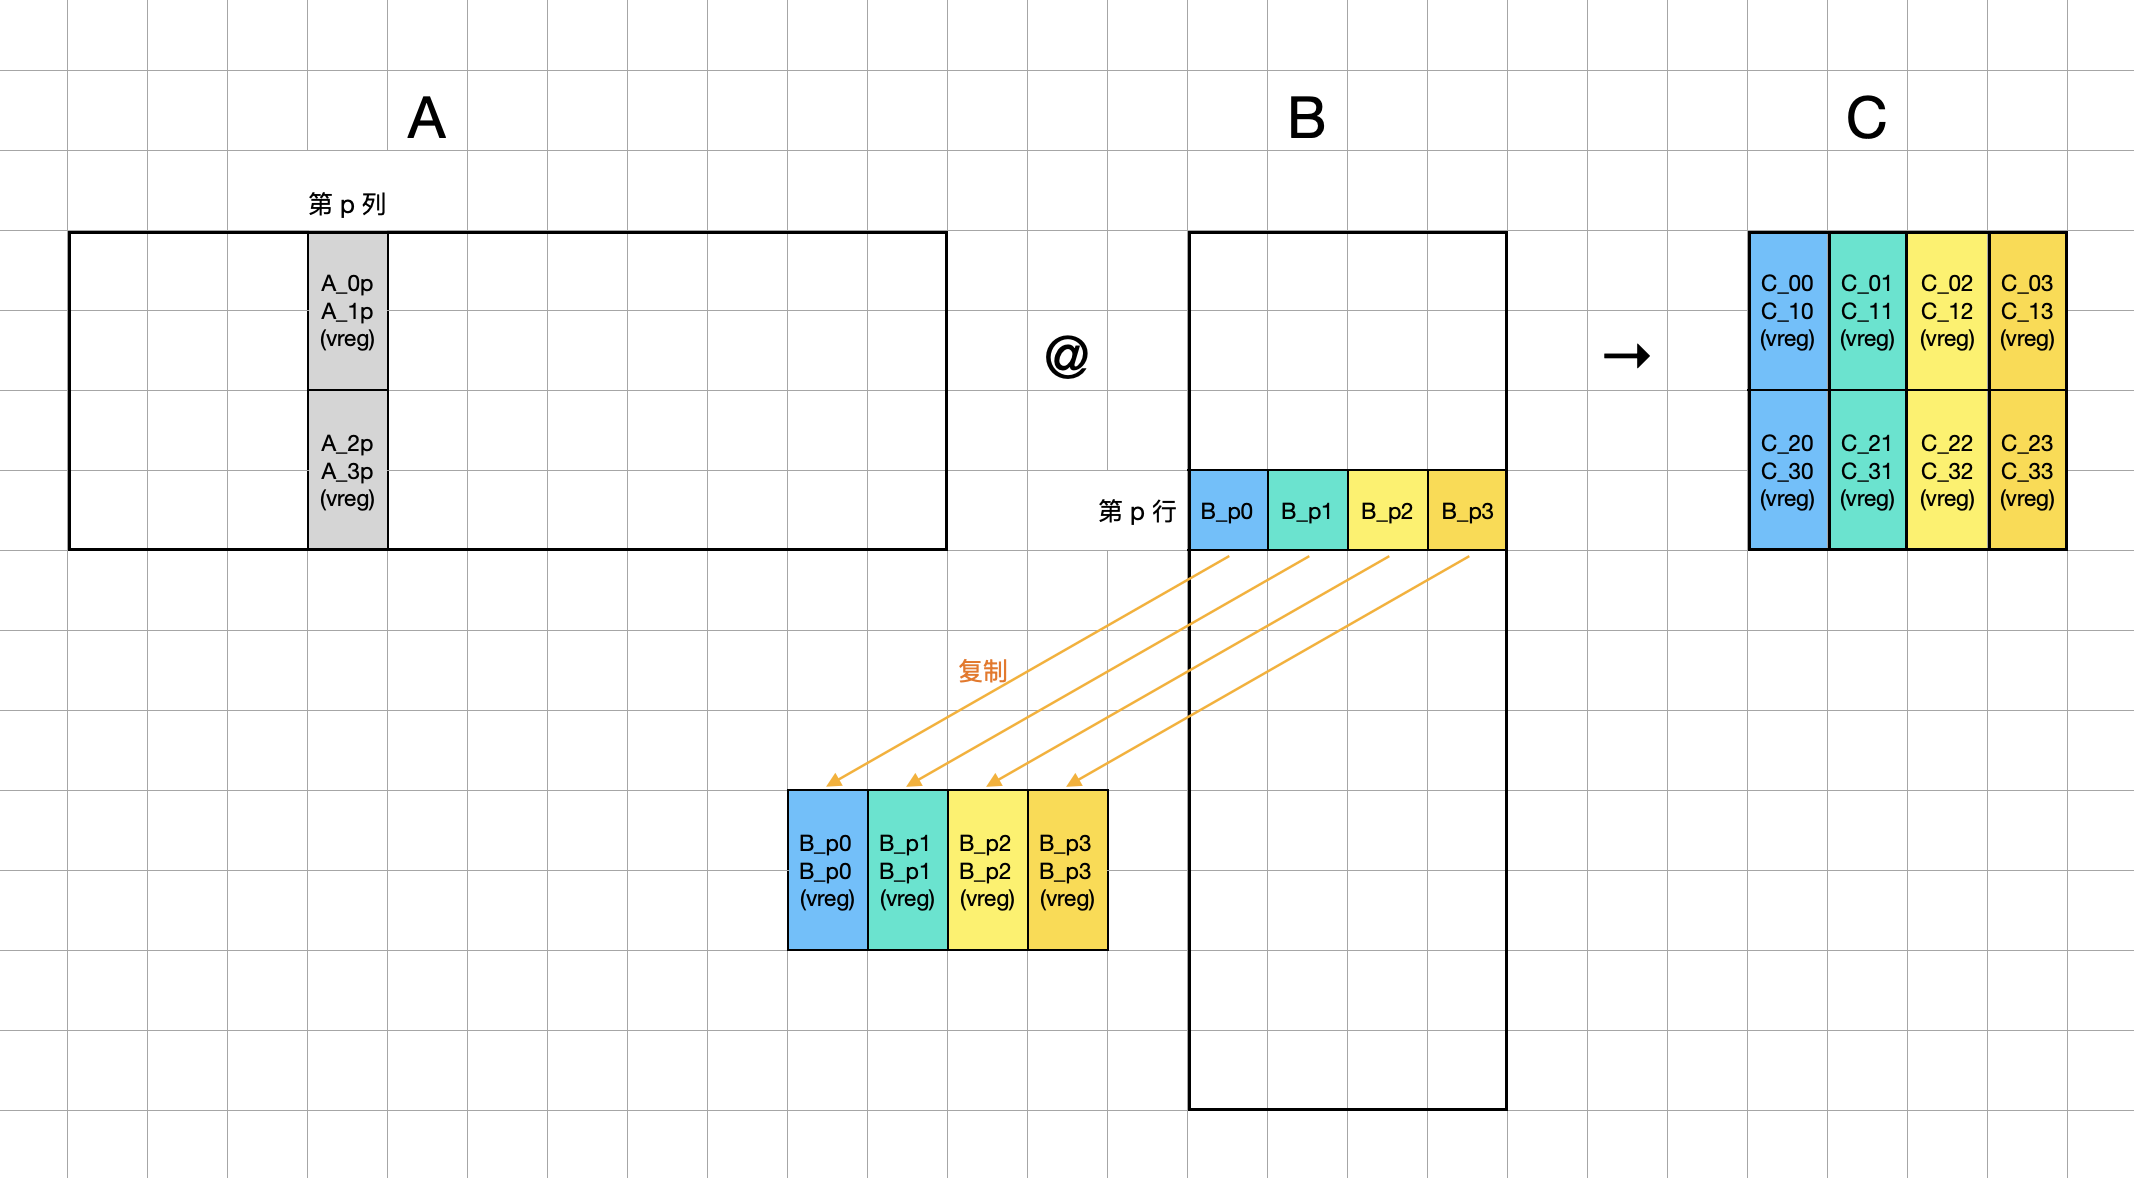 A
B
C
第 p 列
A_0p
A_1p
(vreg)
A_2p
A_3p
(vreg)
@
第 p 行
B_p0
B_p1
B_p2
B_p3
→
C_00
C_10
(vreg)
C_01
C_11
(vreg)
C_02
C_12
(vreg)
C_03
C_13
(vreg)
C_20
C_30
(vreg)
C_21
C_31
(vreg)
C_22
C_32
(vreg)
C_23
C_33
(vreg)
复制
B_p0
B_p0
(vreg)
B_p1
B_p1
(vreg)
B_p2
B_p2
(vreg)
B_p3
B_p3
(vreg)